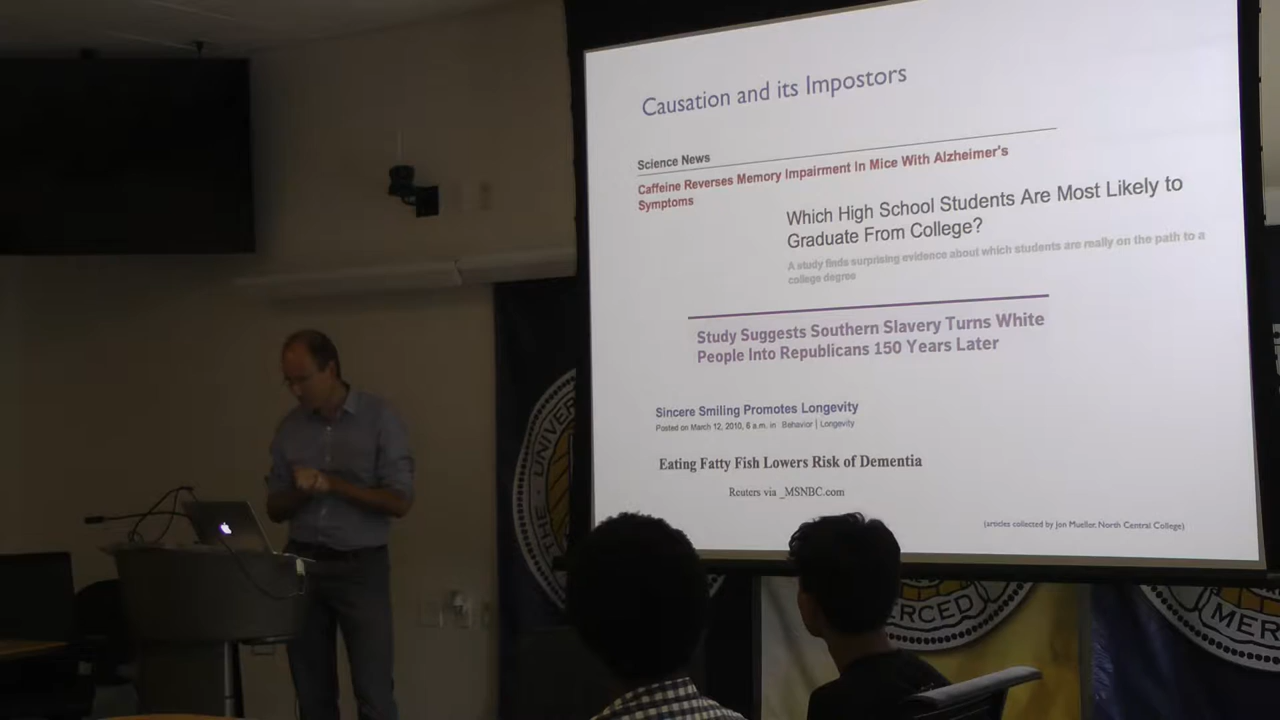 Causation and its Impostors
Science News
Caffeine Reverses Memory Impairment In Mice With Alzheimer's
Symptoms
Which High School Students Are Most Likely to
Graduate From College?
A study finds surprising evidence about which students are really on the path to a
college degree
Study Suggests Southern Slavery Turns White
People Into Republicans 150 Years Later
Sincere Smiling Promotes Longevity
Posted on March 12, 2010, 6 a.m. in Behavior | Longevity
Eating Fatty Fish Lowers Risk of Dementia
Reuters via _MSNBC.com
(articles collected by Jon Mueller, North Central College)
THE UNIVER
ERCED
MER